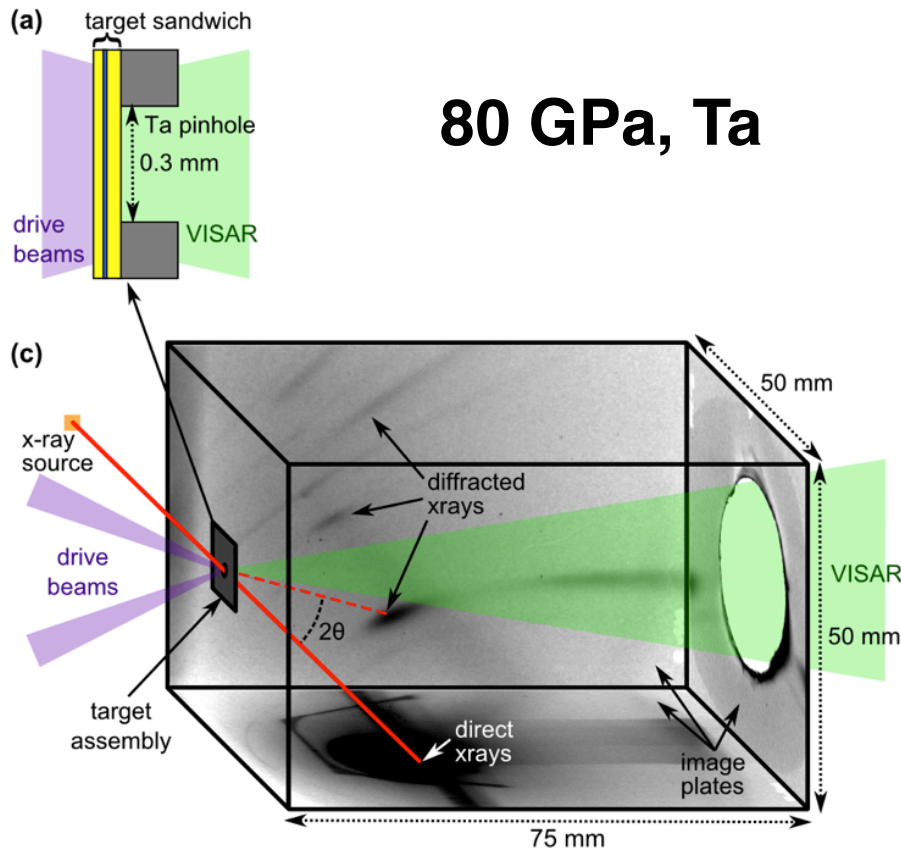 (a)
target sandwich
80 GPa, Ta
Ta pinhole
0.3 mm
drive
beams
VISAR
(c)
50 mm
x-ray
source
diffracted
xrays
drive
beams
VISAR
2θ
50 mm
target
assembly
direct
xrays
image
plates
75 mm